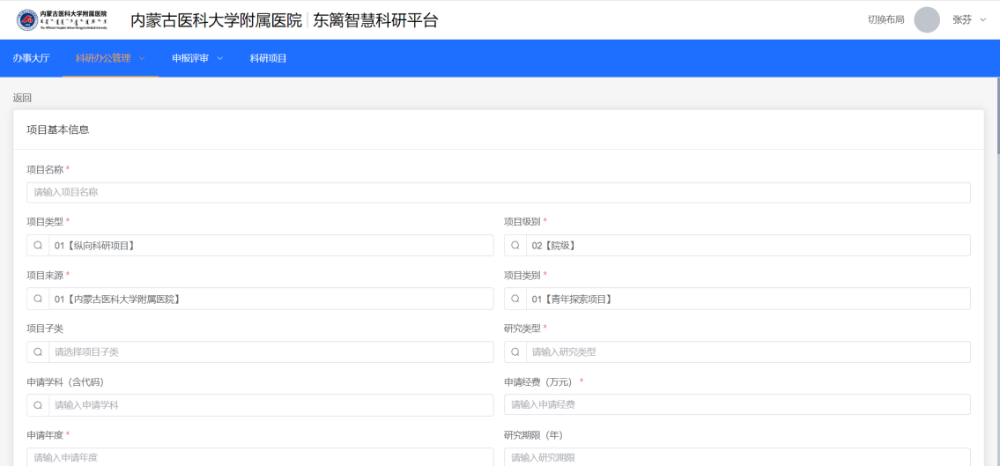 内蒙古医科大学附属医院
The Affiliated Hospital of Inner Mongolia Medical University
内蒙古医科大学附属医院 | 东篱智慧科研平台
切换布局
张芬
办事大厅
科研办公管理
申报评审
科研项目
返回
项目基本信息
项目名称 *
请输入项目名称
项目类型 *
项目级别 *
01【纵向科研项目】
02【院级】
项目来源 *
项目类别 *
01【内蒙古医科大学附属医院】
01【青年探索项目】
项目子类
研究类型 *
请选择项目子类
请输入研究类型
申请学科（含代码）
申请经费（万元） *
请输入申请学科
请输入申请经费
申请年度 *
研究期限（年）
请输入申请年度
请输入研究期限